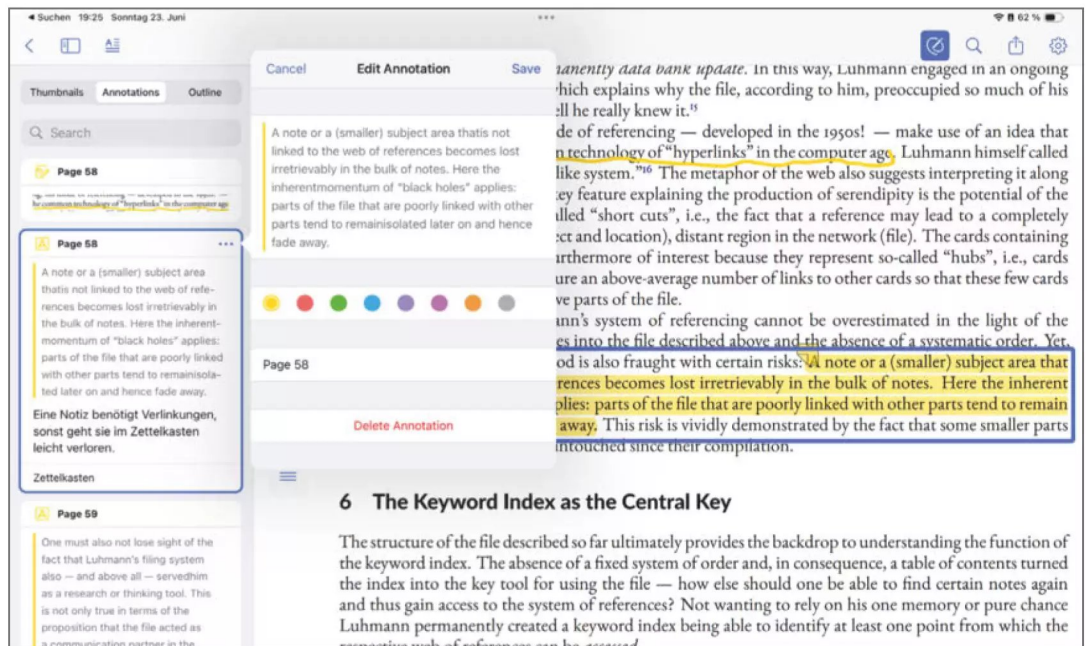 Suchen 19:25 Sonntag 23. Juni
62 %
Thumbnails Annotations Outline
Search
Page 58
he common technology of "hyperlinks" in the computer age
Page 58
A note or a (smaller) subject area
thatis not linked to the web of refe-
rences becomes lost irretrievably in
the bulk of notes. Here the inherent-
momentum of "black holes" applies:
parts of the file that are poorly linked
with other parts tend to remainisola-
ted later on and hence fade away.
Eine Notiz benötigt Verlinkungen,
sonst geht sie im Zettelkasten
leicht verloren.
Zettelkasten
Page 59
One must also not lose sight of the
fact that Luhmann's filing system
also — and above all — servedhim
as a research or thinking tool. This
is not only true in terms of the
proposition that the file acted as
a communication partner in the
Cancel Edit Annotation Save
A note or a (smaller) subject area thatis not
linked to the web of references becomes lost
irretrievably in the bulk of notes. Here the
inherentmomentum of "black holes" applies:
parts of the file that are poorly linked with other
parts tend to remainisolated later on and hence
fade away.
Page 58
Delete Annotation
anently data bank update. In this way, Luhmann engaged in an ongoing
hich explains why the file, according to him, preoccupied so much of his
ell he really knew it.15
de of referencing — developed in the 1950s! — make use of an idea that
n technology of "hyperlinks" in the computer age. Luhmann himself called
like system."16 The metaphor of the web also suggests interpreting it along
ey feature explaining the production of serendipity is the potential of the
lled "short cuts", i.e., the fact that a reference may lead to a completely
ct and location), distant region in the network (file). The cards containing
rthermore of interest because they represent so-called "hubs", i.e., cards
ure an above-average number of links to other cards so that these few cards
ve parts of the file.
ann's system of referencing cannot be overestimated in the light of the
es into the file described above and the absence of a systematic order. Yet,
od is also fraught with certain risks: A note or a (smaller) subject area that
rences becomes lost irretrievably in the bulk of notes. Here the inherent
plies: parts of the file that are poorly linked with other parts tend to remain
away. This risk is vividly demonstrated by the fact that some smaller parts
ntouched since their compilation.
6 The Keyword Index as the Central Key
The structure of the file described so far ultimately provides the backdrop to understanding the function of
the keyword index. The absence of a fixed system of order and, in consequence, a table of contents turned
the index into the key tool for using the file — how else should one be able to find certain notes again
and thus gain access to the system of references? Not wanting to rely on his one memory or pure chance
Luhmann permanently created a keyword index being able to identify at least one point from which the
respective web of references can be assessed.